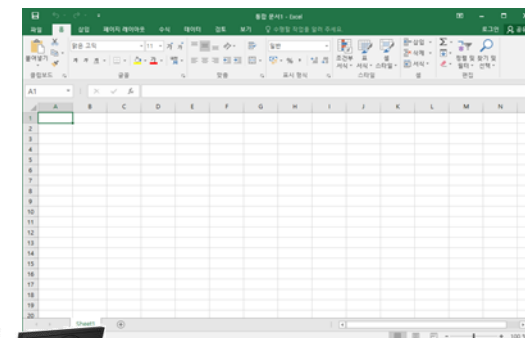 통합 문서1 - Excel
파일 홈 삽입 페이지 레이아웃 수식 데이터 검토 보기 수행할 작업을 알려 주세요. 로그인
맑은 고딕 11 일반 삽입
붙여넣기 조건부 서식 표 서식 셀 스타일 삭제 서식 정렬 및 필터 찾기 및 선택
클립보드 글꼴 맞춤 표시 형식 스타일 셀 편집
A1 fx
A B C D E F G H I J K L M N
1
2
3
4
5
6
7
8
9
10
11
12
13
14
15
16
17
18
19
20
Sheet1
100 %